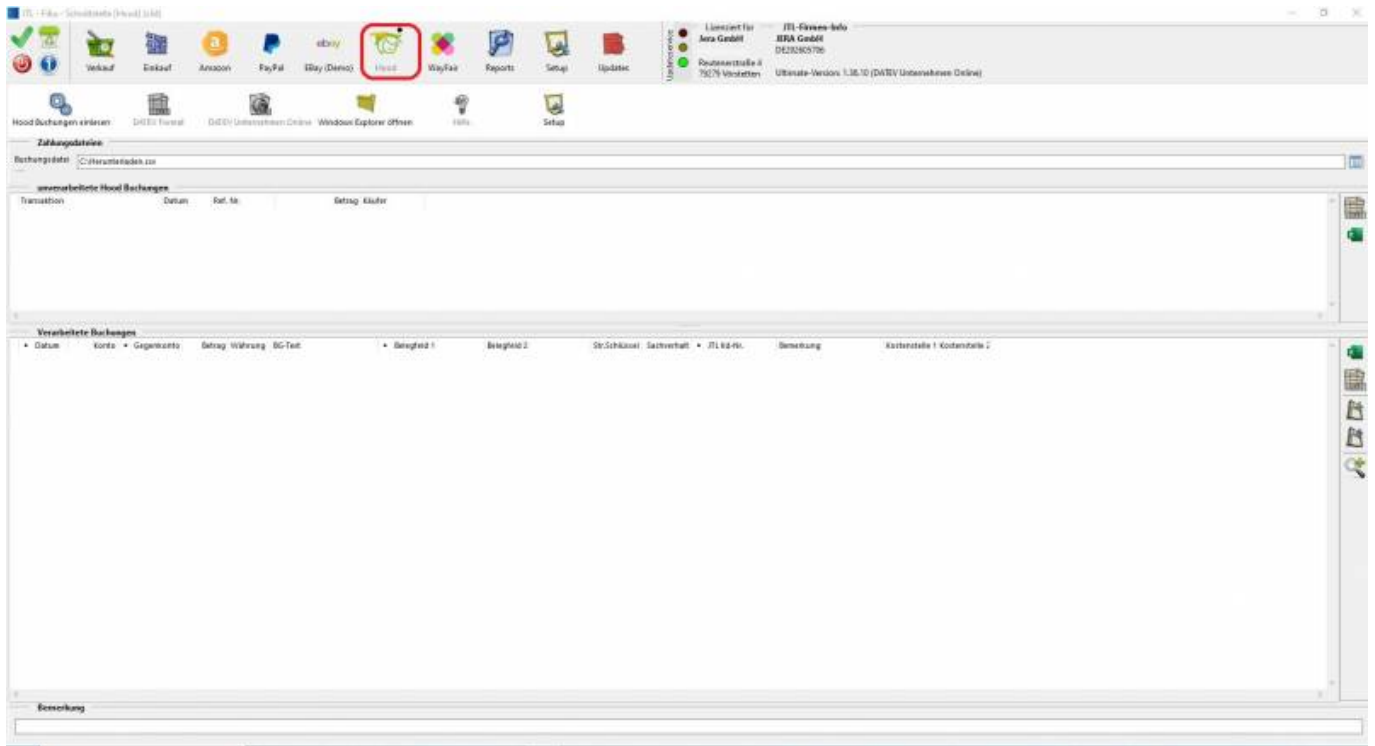 JTL - Fibu - Schnittstelle [Hood]
Verkauf Einkauf Amazon PayPal EBay (Demo) Hood WayFair Reports Setup Updates
Updateservice
Lizenziert für
Jera GmbH
79279 Vörstetten
JTL-Firmen-Info
JERA GmbH
Ultimate-Version: 1.38.10 (DATEV Unternehmen Online)
Hood Buchungen einlesen DATEV Format DATEV Unternehmen Online Windows Explorer öffnen Hilfe Setup
Zahlungsdateien
Buchungsdatei C:\Herunterladen.csv
unverarbeitete Hood Buchungen
Transaktion Datum Ref. Nr. Betrag Käufer
Verarbeitete Buchungen
Datum Konto Gegenkonto Betrag Währung BG-Text Belegfeld 1 Belegfeld 2 Str.Schlüssel Sachverhalt JTL Kd-Nr. Bemerkung Kostenstelle 1 Kostenstelle 2
Bemerkung